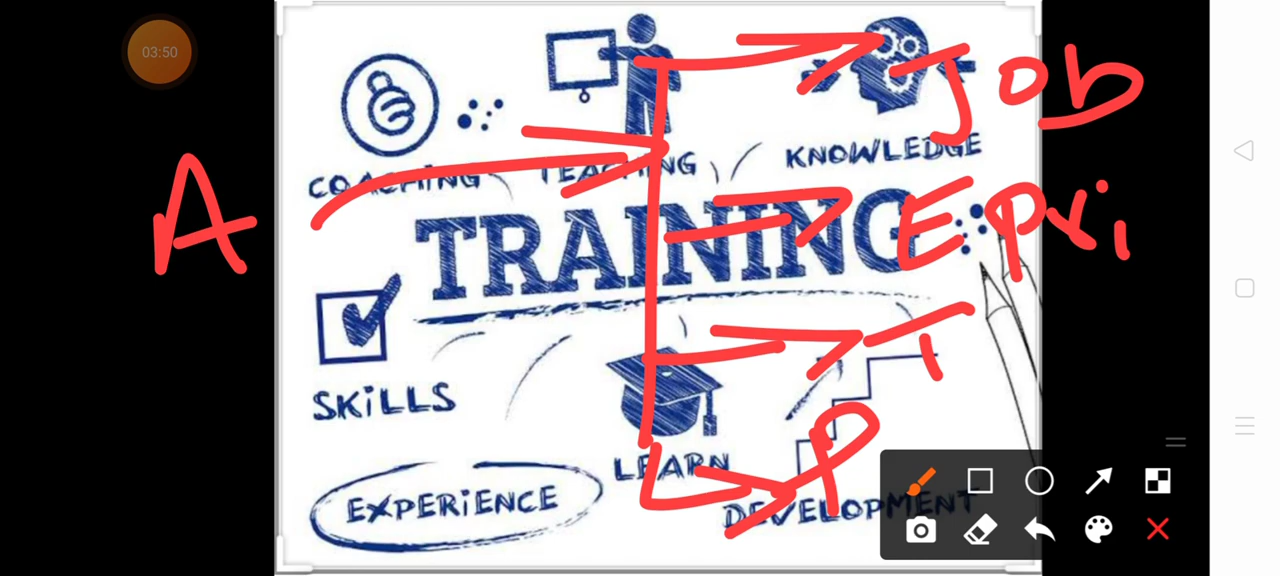 03:50
COACHING TEACHING KNOWLEDGE
Job
A
TRAINING
Epri
SKiLLS
T
P
LEARN
EXPERiENCE
DEVELOPMENT